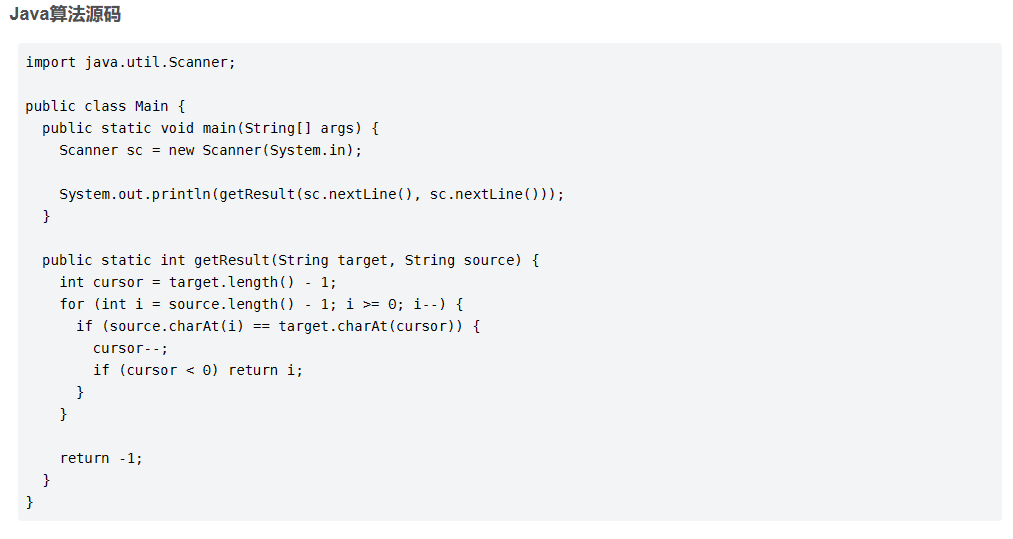 Java算法源码
import java.util.Scanner;
public class Main {
  public static void main(String[] args) {
    Scanner sc = new Scanner(System.in);
    System.out.println(getResult(sc.nextLine(), sc.nextLine()));
  }
  public static int getResult(String target, String source) {
    int cursor = target.length() - 1;
    for (int i = source.length() - 1; i >= 0; i--) {
      if (source.charAt(i) == target.charAt(cursor)) {
        cursor--;
        if (cursor < 0) return i;
      }
    }
    return -1;
  }
}